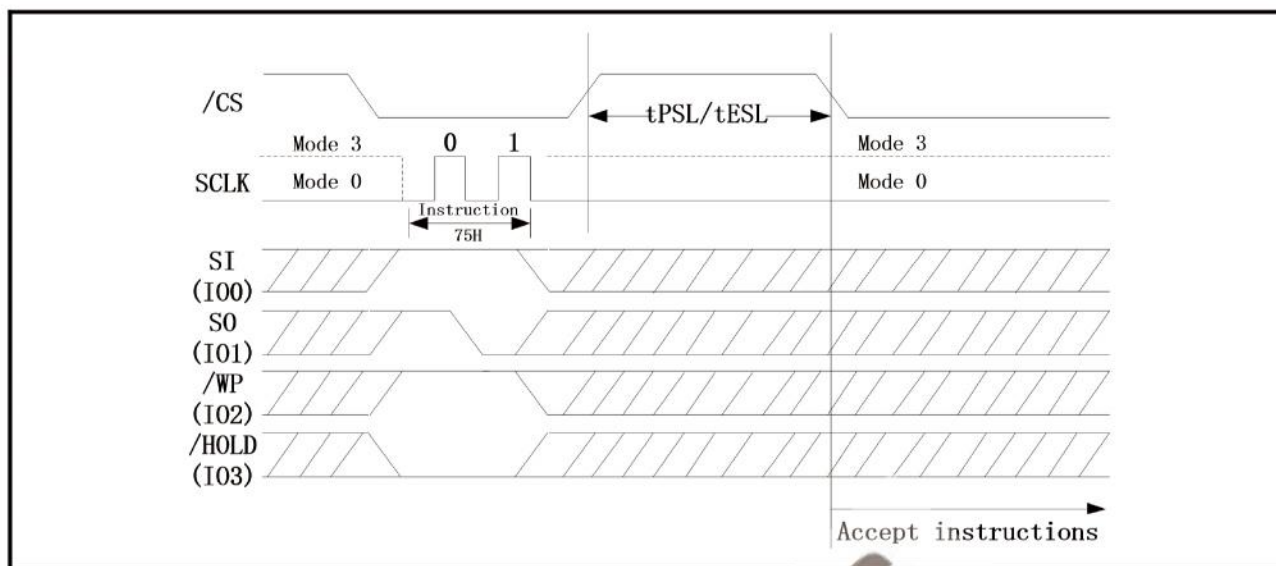 /CS
tPSL/tESL
Mode 3 0 1 Mode 3
SCLK Mode 0 Mode 0
Instruction
75H
SI
(IO0)
SO
(IO1)
/WP
(IO2)
/HOLD
(IO3)
Accept instructions